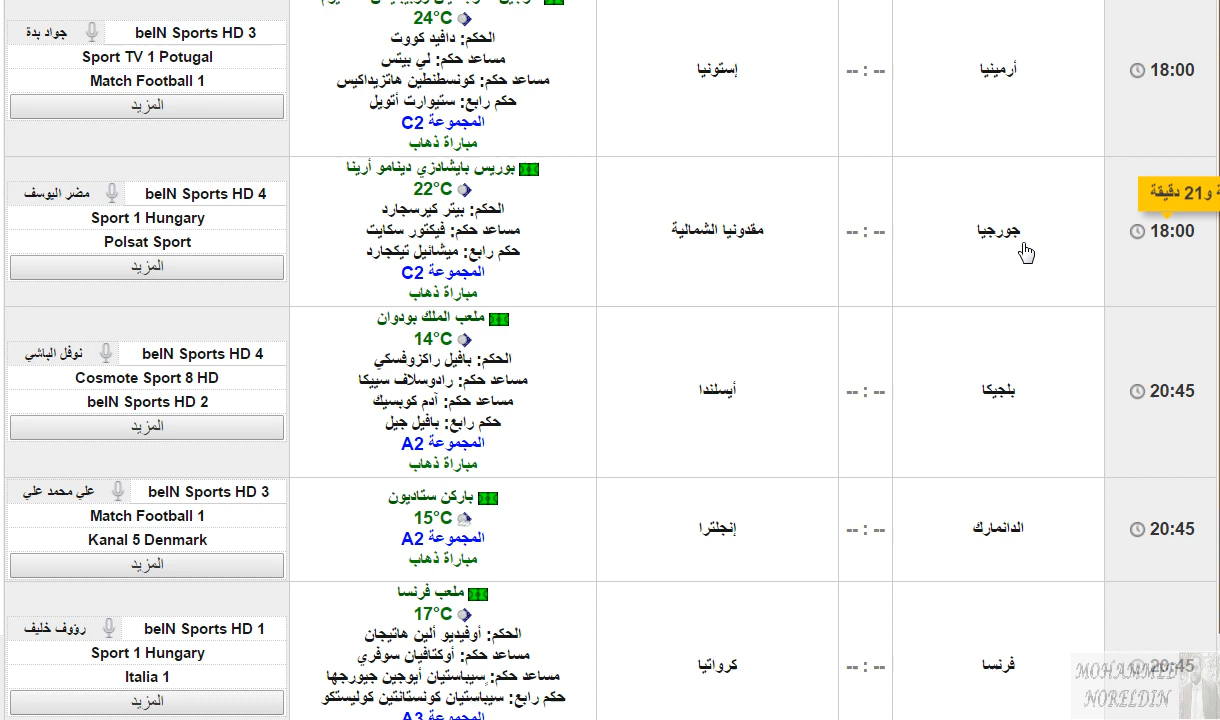 24°C
الحكم: دافيد كووت
مساعد حكم: لي بيتس
مساعد حكم: كونسطنطين هاتزيداكيس
حكم رابع: ستيوارت أتويل
المجموعة C2
مباراة ذهاب
18:00
أرمينيا
-- : --
إستونيا
beIN Sports HD 3
جواد بدة
Sport TV 1 Potugal
Match Football 1
المزيد
و21 دقيقة
18:00
جورجيا
-- : --
مقدونيا الشمالية
بوريس بايشادزي دينامو أرينا
22°C
الحكم: بيتر كيرسجارد
مساعد حكم: فيكتور سكايت
حكم رابع: ميشائيل تيكجارد
المجموعة C2
مباراة ذهاب
beIN Sports HD 4
مضر اليوسف
Sport 1 Hungary
Polsat Sport
المزيد
20:45
بلجيكا
-- : --
أيسلندا
ملعب الملك بودوان
14°C
الحكم: بافيل راكزوفسكي
مساعد حكم: رادوسلاف سييكا
مساعد حكم: آدم كوبسيك
حكم رابع: بافيل جيل
المجموعة A2
مباراة ذهاب
beIN Sports HD 4
نوفل الباشي
Cosmote Sport 8 HD
beIN Sports HD 2
المزيد
20:45
الدانمارك
-- : --
إنجلترا
باركن ستاديون
15°C
المجموعة A2
مباراة ذهاب
beIN Sports HD 3
علي محمد علي
Match Football 1
Kanal 5 Denmark
المزيد
20:45
فرنسا
-- : --
كرواتيا
ملعب فرنسا
17°C
الحكم: أوفيديو ألين هاتيجان
مساعد حكم: أوكتافيان سوفري
مساعد حكم: سيباستيان أيوجين جيورجها
حكم رابع: سيباستيان كونستانتين كوليستكو
المجموعة A3
beIN Sports HD 1
رؤوف خليف
Sport 1 Hungary
Italia 1
المزيد
MOHAMMED
NORELDIN